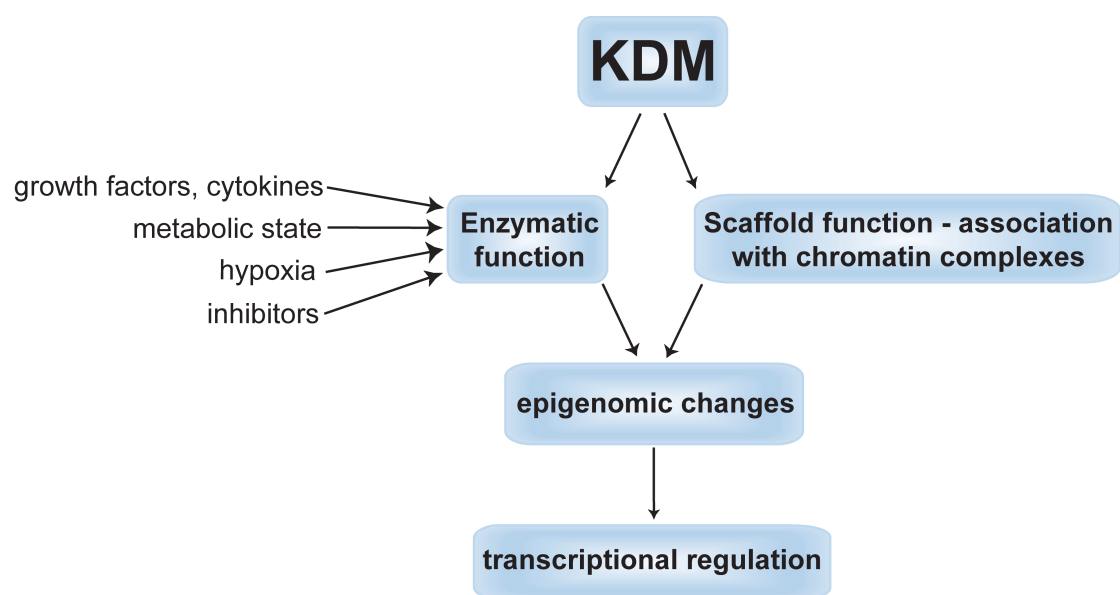 KDM
growth factors, cytokines
metabolic state
hypoxia
inhibitors
Enzymatic
function
Scaffold function - association
with chromatin complexes
epigenomic changes
transcriptional regulation